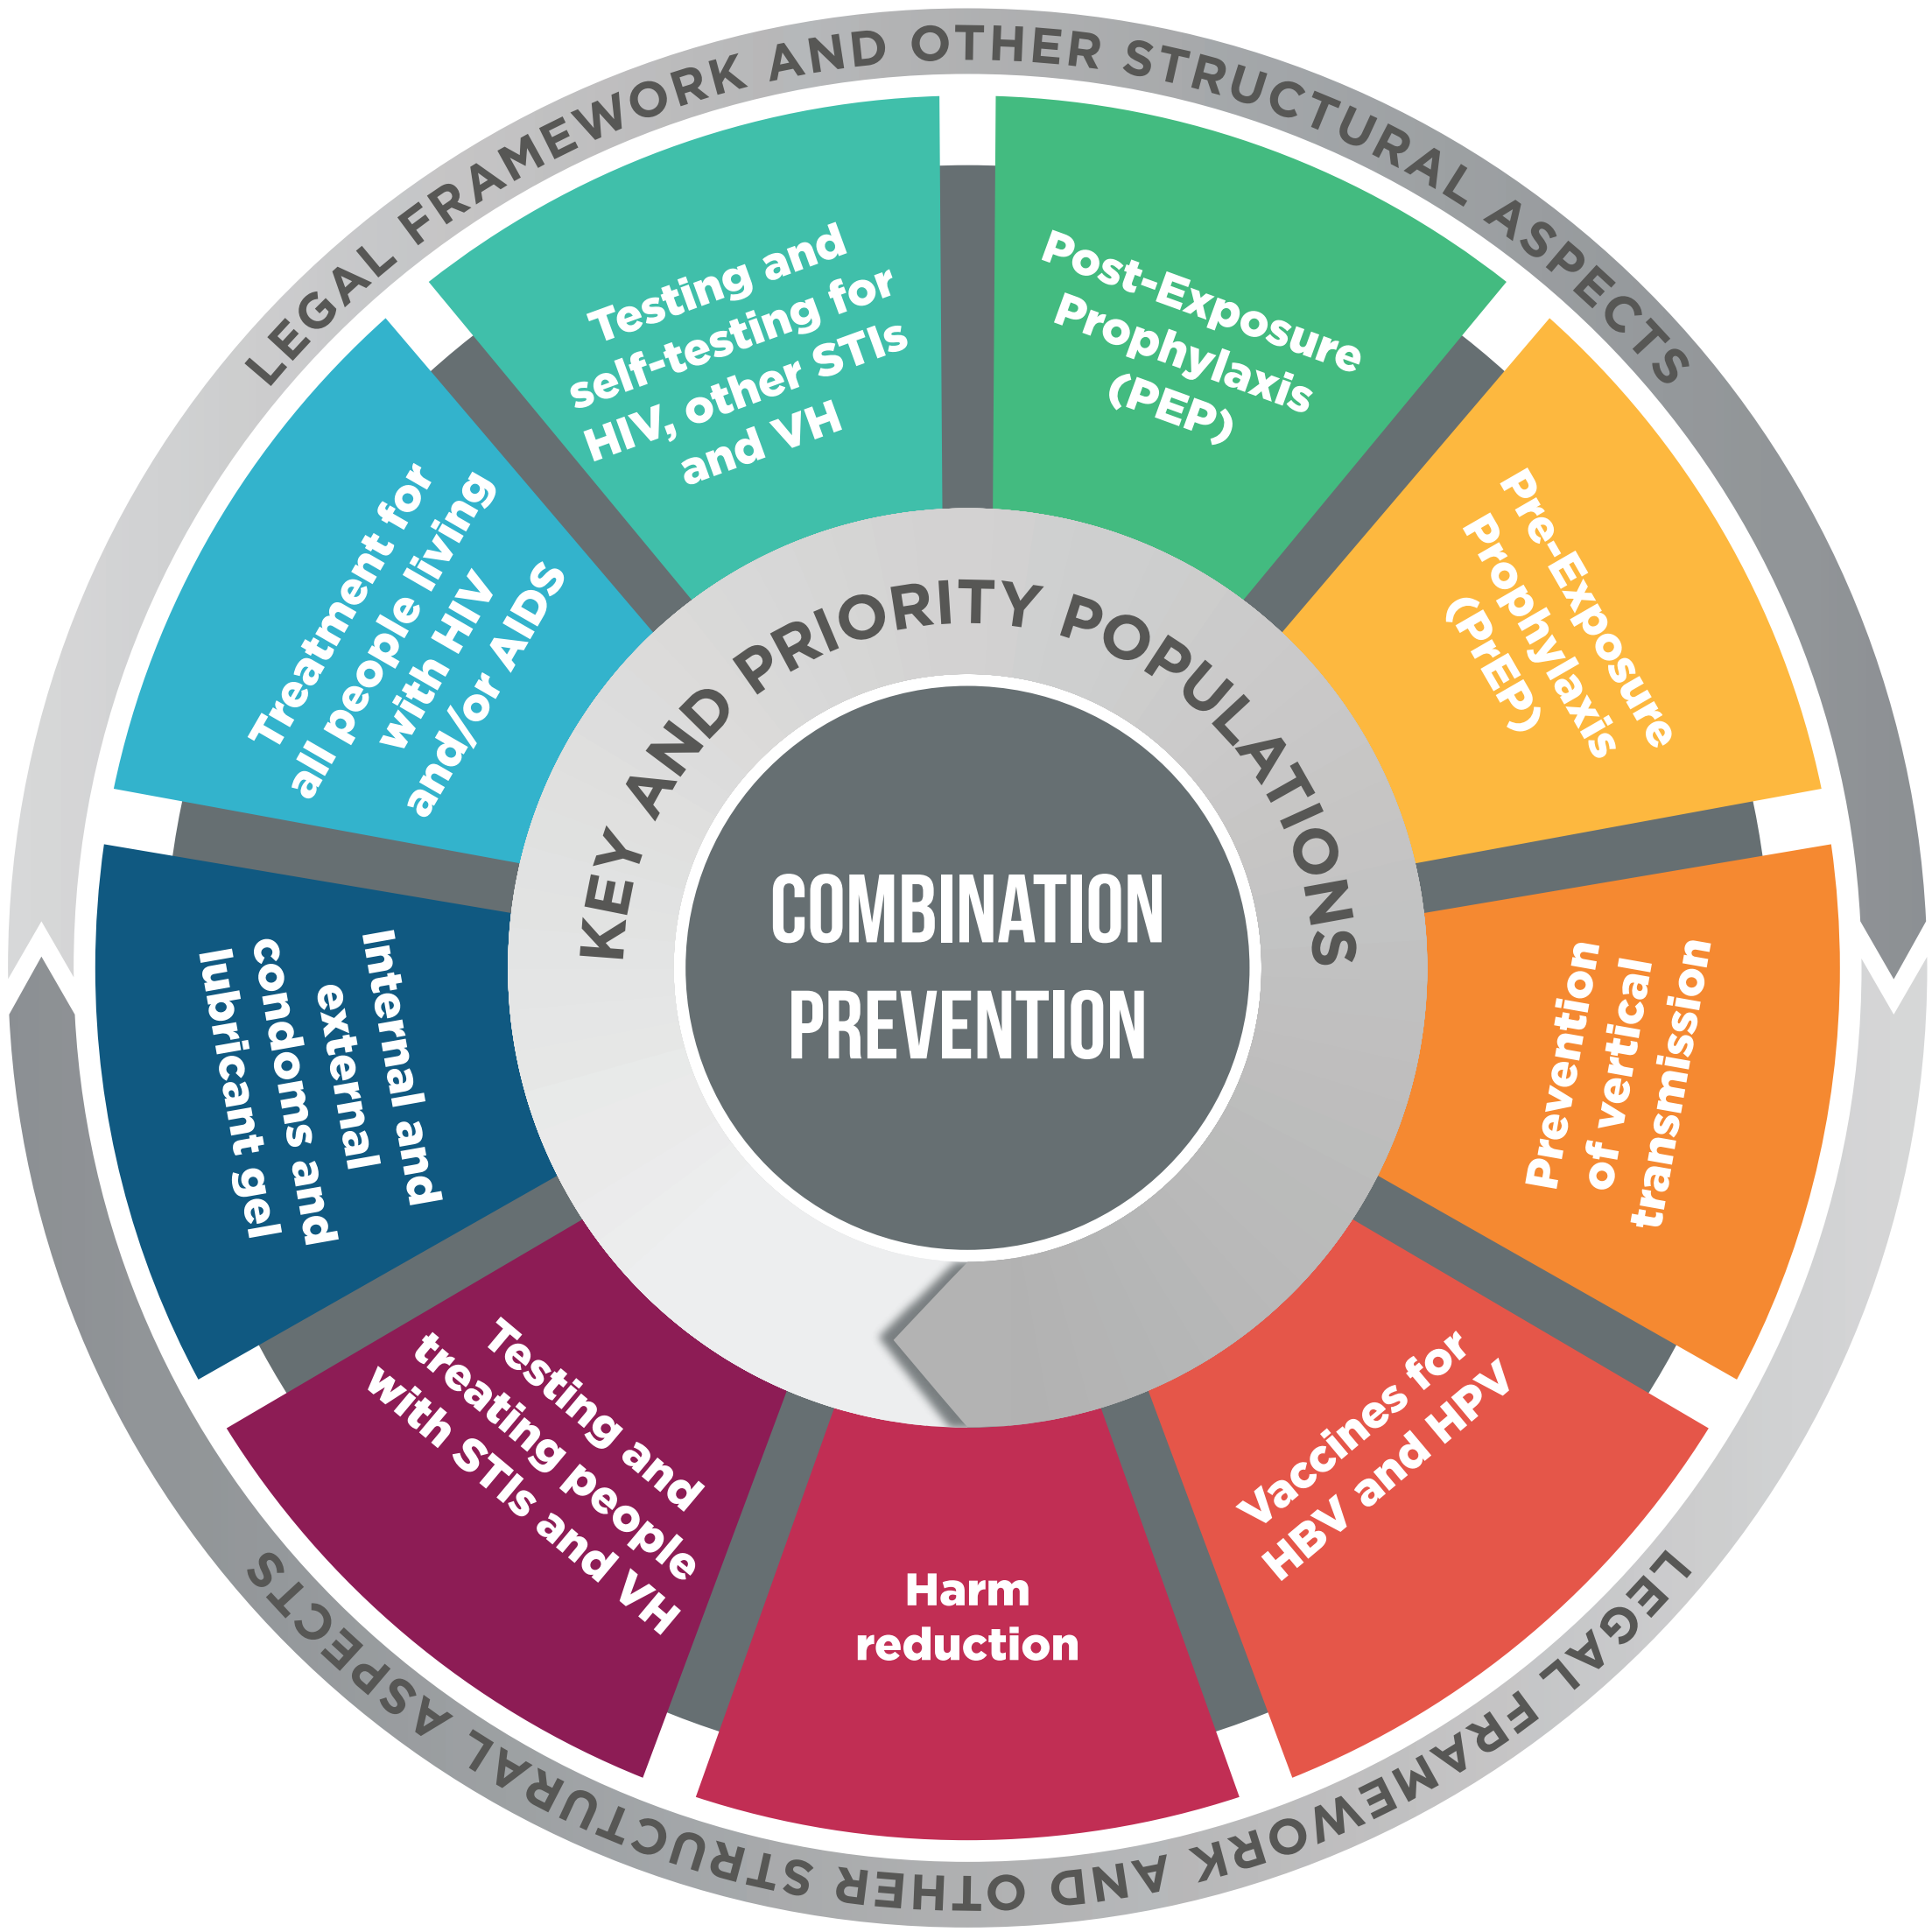 LEGAL FRAMEWORK AND OTHER STRUCTURAL ASPECTS
Testing and
self-testing for
HIV, other STIs
and VH
Post-Exposure
Prophylaxis
(PEP)
Pre-Exposure
Prophylaxis
(PrEP)
Prevention
of vertical
transmission
Vaccines for
HBV and HPV
Harm
reduction
Testing and
treating people
with STIs and VH
Internal and
external
condoms and
lubricant gel
Treatment for
all people living
with HIV
and/or AIDS
KEY AND PRIORITY POPULATIONS
COMBINATION
PREVENTION
LEGAL FRAMEWORK AND OTHER STRUCTURAL ASPECTS